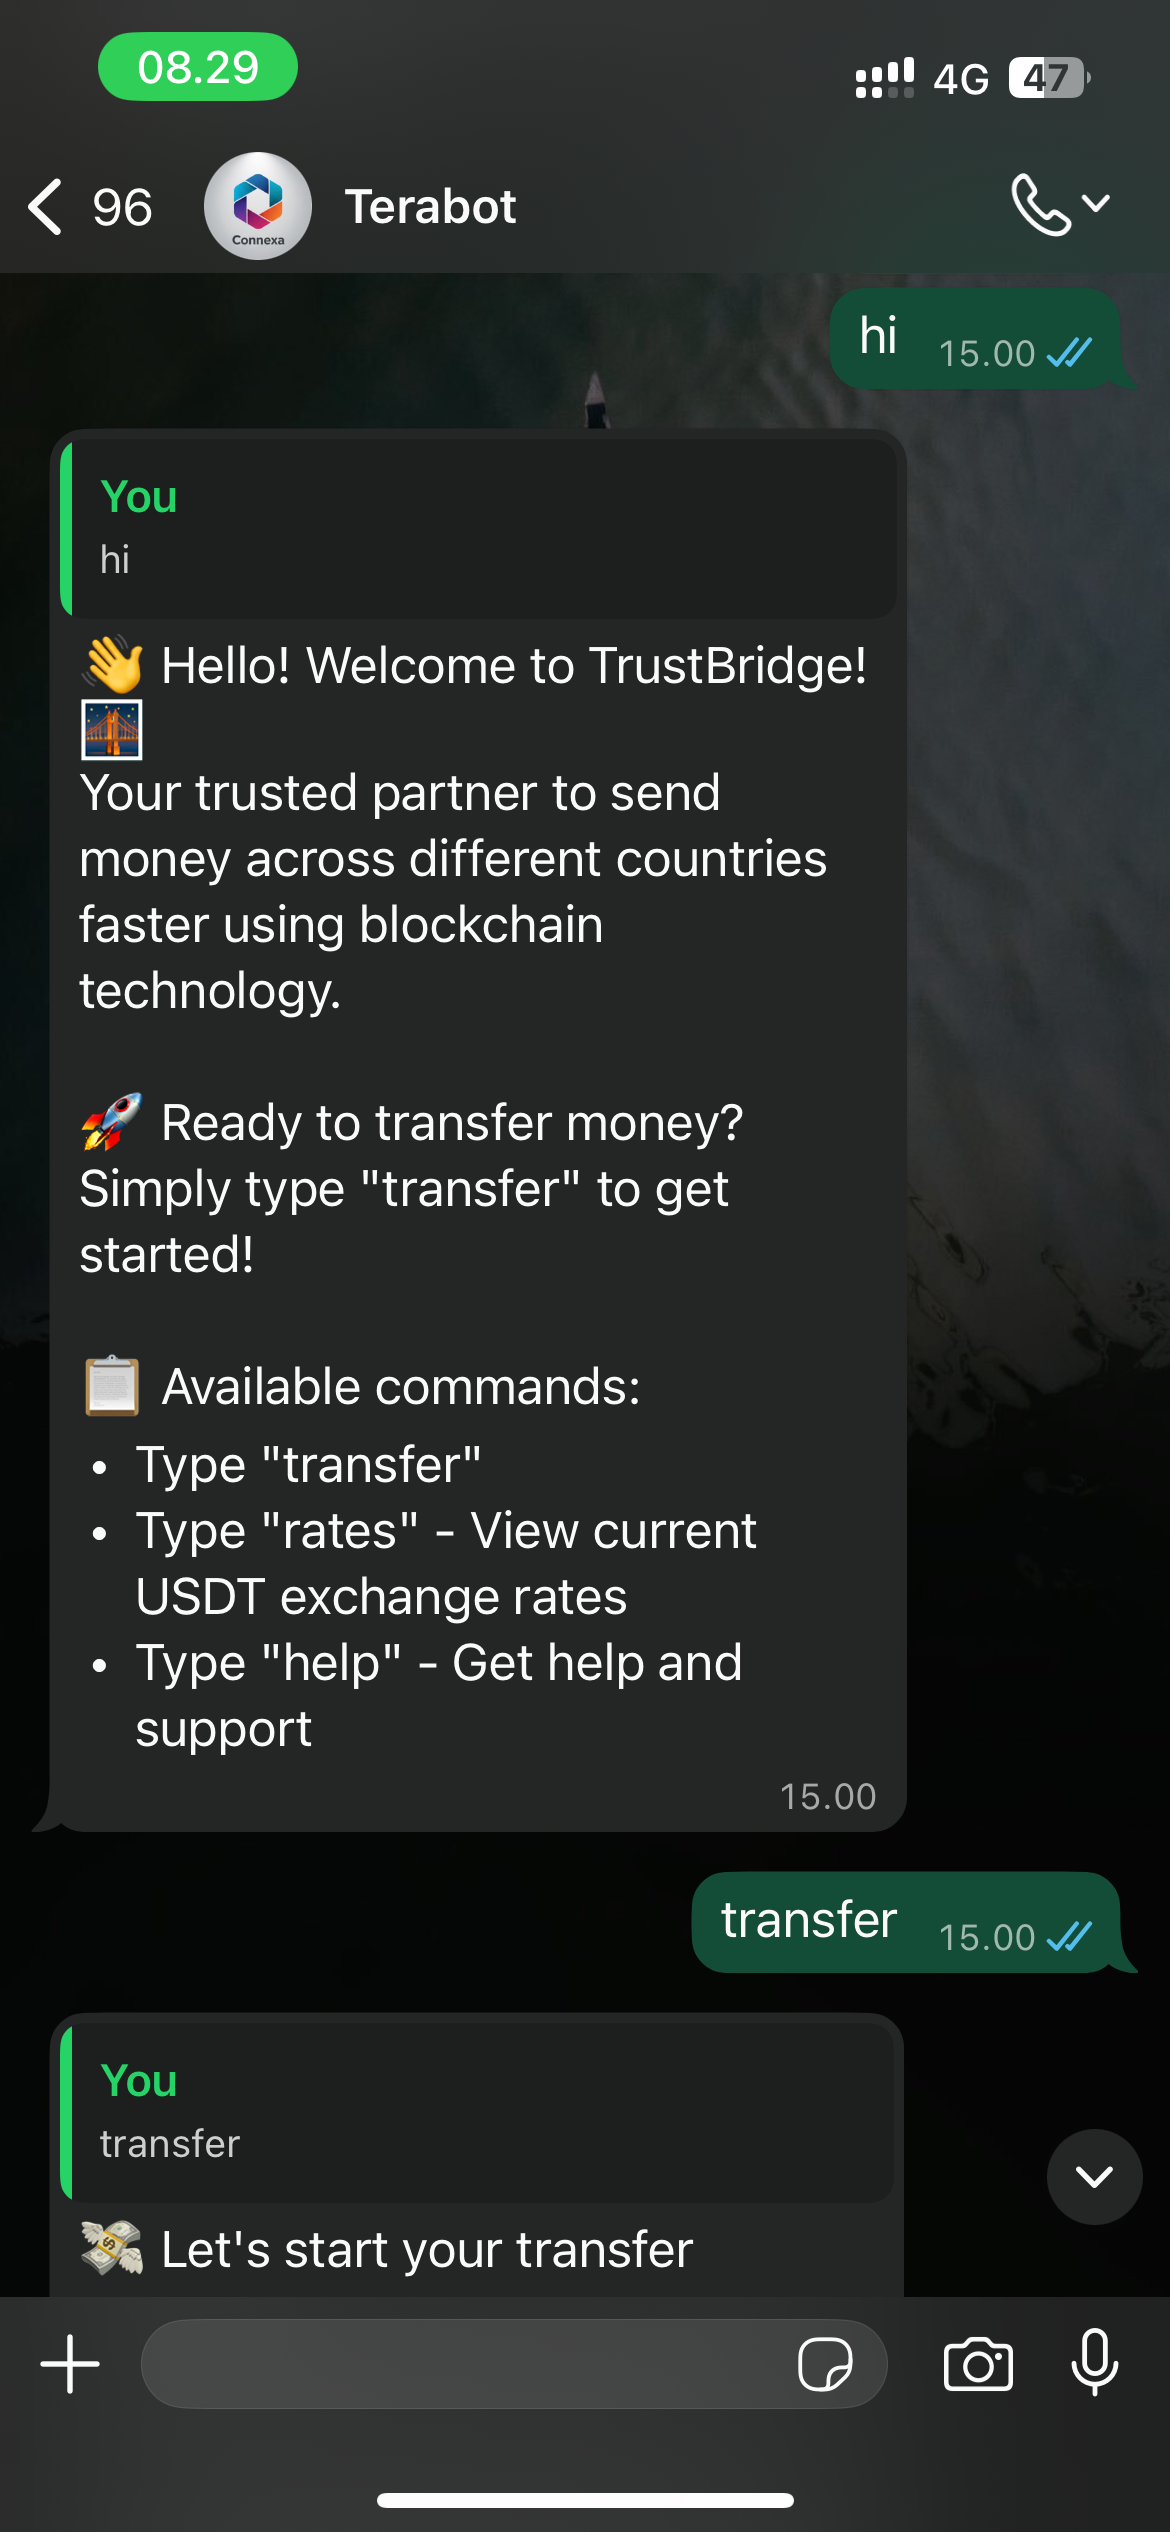 08.29
4G
47
96
Connexa
Terabot
hi
15.00
You
hi
👋 Hello! Welcome to TrustBridge!
🌉
Your trusted partner to send
money across different countries
faster using blockchain
technology.
🚀 Ready to transfer money?
Simply type "transfer" to get
started!
📋 Available commands:
• Type "transfer"
• Type "rates" - View current
USDT exchange rates
• Type "help" - Get help and
support
15.00
transfer
15.00
You
transfer
💸 Let's start your transfer